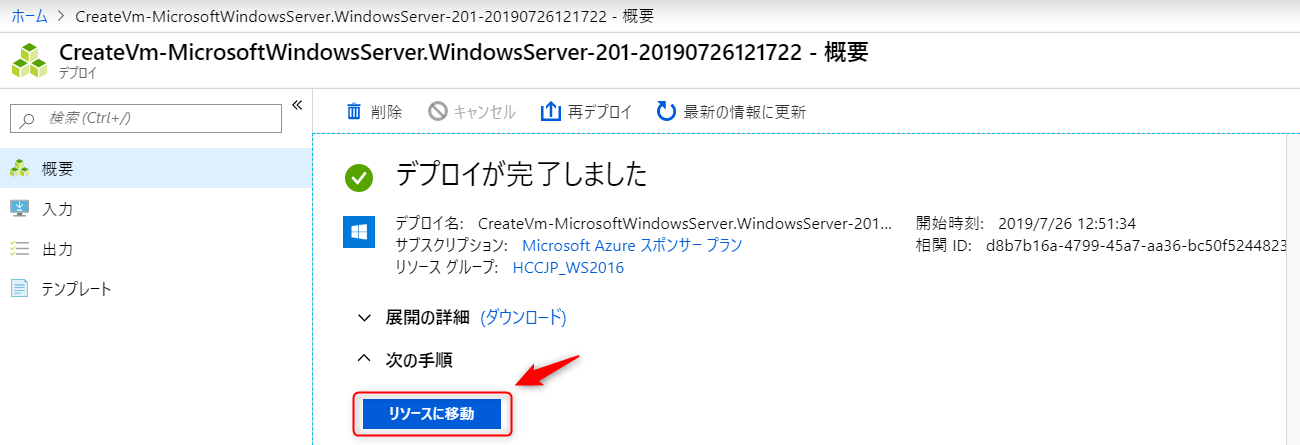 ホーム > CreateVm-MicrosoftWindowsServer.WindowsServer-201-20190726121722 - 概要
CreateVm-MicrosoftWindowsServer.WindowsServer-201-20190726121722 - 概要
デプロイ
検索 (Ctrl+/)
«
概要
入力
出力
テンプレート
削除 キャンセル 再デプロイ 最新の情報に更新
デプロイが完了しました
デプロイ名: CreateVm-MicrosoftWindowsServer.WindowsServer-201... 開始時刻: 2019/7/26 12:51:34
サブスクリプション: Microsoft Azure スポンサー プラン 相関 ID: d8b7b16a-4799-45a7-aa36-bc50f5244823
リソース グループ: HCCJP_WS2016
展開の詳細 (ダウンロード)
次の手順
リソースに移動